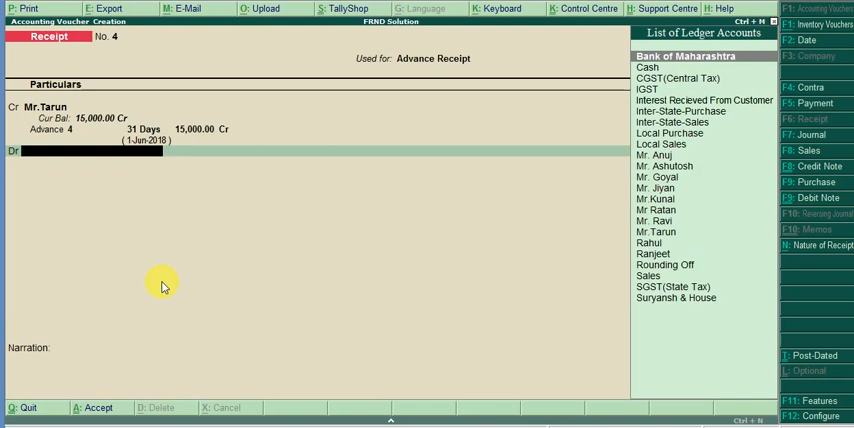 P: Print E: Export M: E-Mail O: Upload S: TallyShop G: Language K: Keyboard K: Control Centre H: Support Centre H: Help
Accounting Voucher Creation FRND Solution Ctrl + M
Receipt No. 4
Used for: Advance Receipt
Particulars
Cr Mr.Tarun
Cur Bal: 15,000.00 Cr
Advance 4 31 Days 15,000.00 Cr
( 1-Jun-2018 )
Dr
Narration:
List of Ledger Accounts
Bank of Maharashtra
Cash
CGST(Central Tax)
IGST
Interest Recieved From Customer
Inter-State-Purchase
Inter-State-Sales
Local Purchase
Local Sales
Mr. Anuj
Mr. Ashutosh
Mr. Goyal
Mr. Jiyan
Mr.Kunal
Mr Ratan
Mr. Ravi
Mr.Tarun
Rahul
Ranjeet
Rounding Off
Sales
SGST(State Tax)
Suryansh & House
F1: Accounting Vouchers
F1: Inventory Vouchers
F2: Date
F3: Company
F4: Contra
F5: Payment
F6: Receipt
F7: Journal
F8: Sales
F8: Credit Note
F9: Purchase
F9: Debit Note
F10: Reversing Journal
F10: Memos
N: Nature of Receipt
T: Post-Dated
L: Optional
F11: Features
F12: Configure
Q: Quit A: Accept D: Delete X: Cancel
Ctrl + N